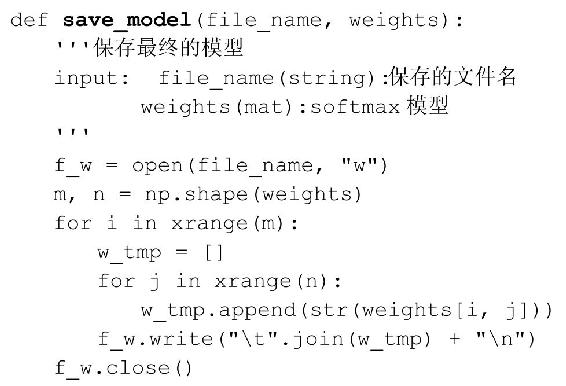 def save_model(file_name, weights):
    '''保存最终的模型
    input:  file_name(string):保存的文件名
            weights(mat):softmax 模型
    '''
    f_w = open(file_name, "w")
    m, n = np.shape(weights)
    for i in xrange(m):
        w_tmp = []
        for j in xrange(n):
            w_tmp.append(str(weights[i, j]))
        f_w.write("\t".join(w_tmp) + "\n")
    f_w.close()